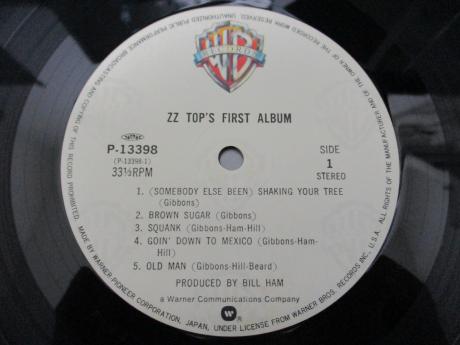 UNAUTHORIZED PUBLIC PERFORMANCE, BROADCASTING AND COPYING OF THIS RECORD PROHIBITED.
ALL RIGHTS OF THE MANUFACTURER AND OF THE OWNER OF THE RECORDED WORK RESERVED.
WB
RECORDS
ZZ TOP'S FIRST ALBUM
P-13398
(P-13398-1)
33⅓RPM
SIDE
1
STEREO
1. (SOMEBODY ELSE BEEN) SHAKING YOUR TREE
(Gibbons)
2. BROWN SUGAR (Gibbons)
3. SQUANK (Gibbons-Ham-Hill)
4. GOIN' DOWN TO MEXICO (Gibbons-Ham-
Hill)
5. OLD MAN (Gibbons-Hill-Beard)
PRODUCED BY BILL HAM
a Warner Communications Company
MADE BY WARNER-PIONEER CORPORATION, JAPAN, UNDER LICENSE FROM WARNER BROS. RECORDS INC., U.S.A.